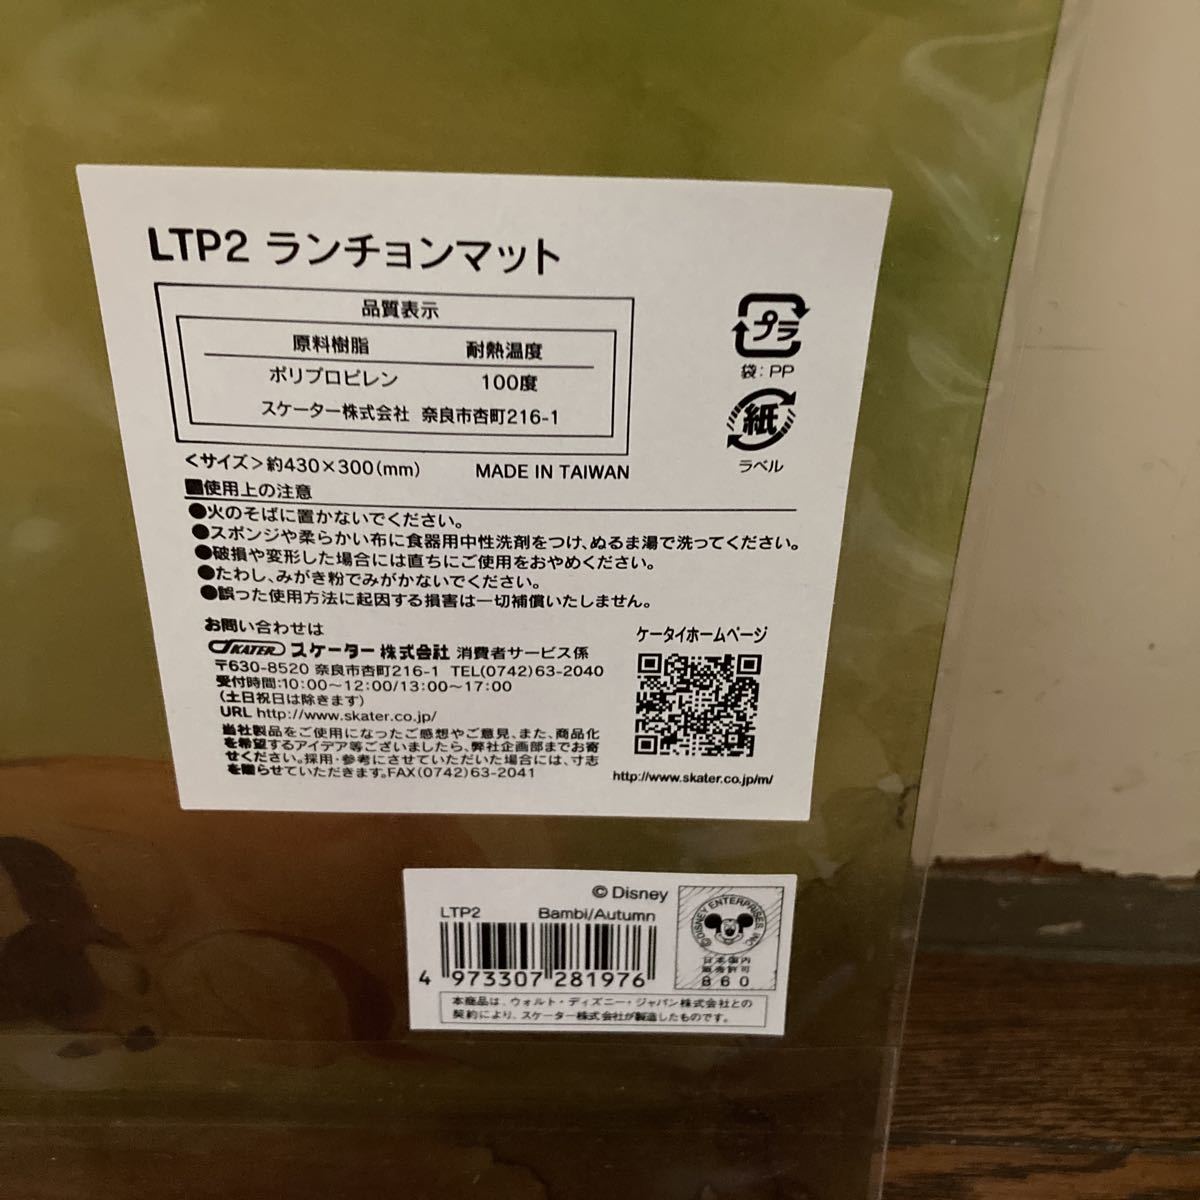 LTP2 ランチョンマット
品質表示
原料樹脂 耐熱温度
ポリプロピレン 100度
スケーター株式会社 奈良市杏町216-1
プラ
袋:PP
紙
ラベル
<サイズ>約430×300(mm) MADE IN TAIWAN
■使用上の注意
●火のそばに置かないでください。
●スポンジや柔らかい布に食器用中性洗剤をつけ、ぬるま湯で洗ってください。
●破損や変形した場合には直ちにご使用をおやめください。
●たわし、みがき粉でみがかないでください。
●誤った使用方法に起因する損害は一切補償いたしません。
お問い合わせは
SKATER スケーター株式会社 消費者サービス係
〒630-8520 奈良市杏町216-1 TEL(0742)63-2040
受付時間:10:00~12:00/13:00~17:00
(土日祝日は除きます)
URL http://www.skater.co.jp/
当社製品をご使用になったご感想やご意見、また、商品化
を希望するアイデア等ございましたら、弊社企画部までお寄
せください。採用・参考にさせていただいた場合には、寸志
を贈らせていただきます。FAX(0742)63-2041
ケータイホームページ
http://www.skater.co.jp/m/
© Disney
LTP2 Bambi/Autumn
4 973307 281976
本商品は、ウォルト・ディズニー・ジャパン株式会社との
契約により、スケーター株式会社が製造したものです。
© DISNEY ENTERPRISES, INC.
日本国内
販売許可
860